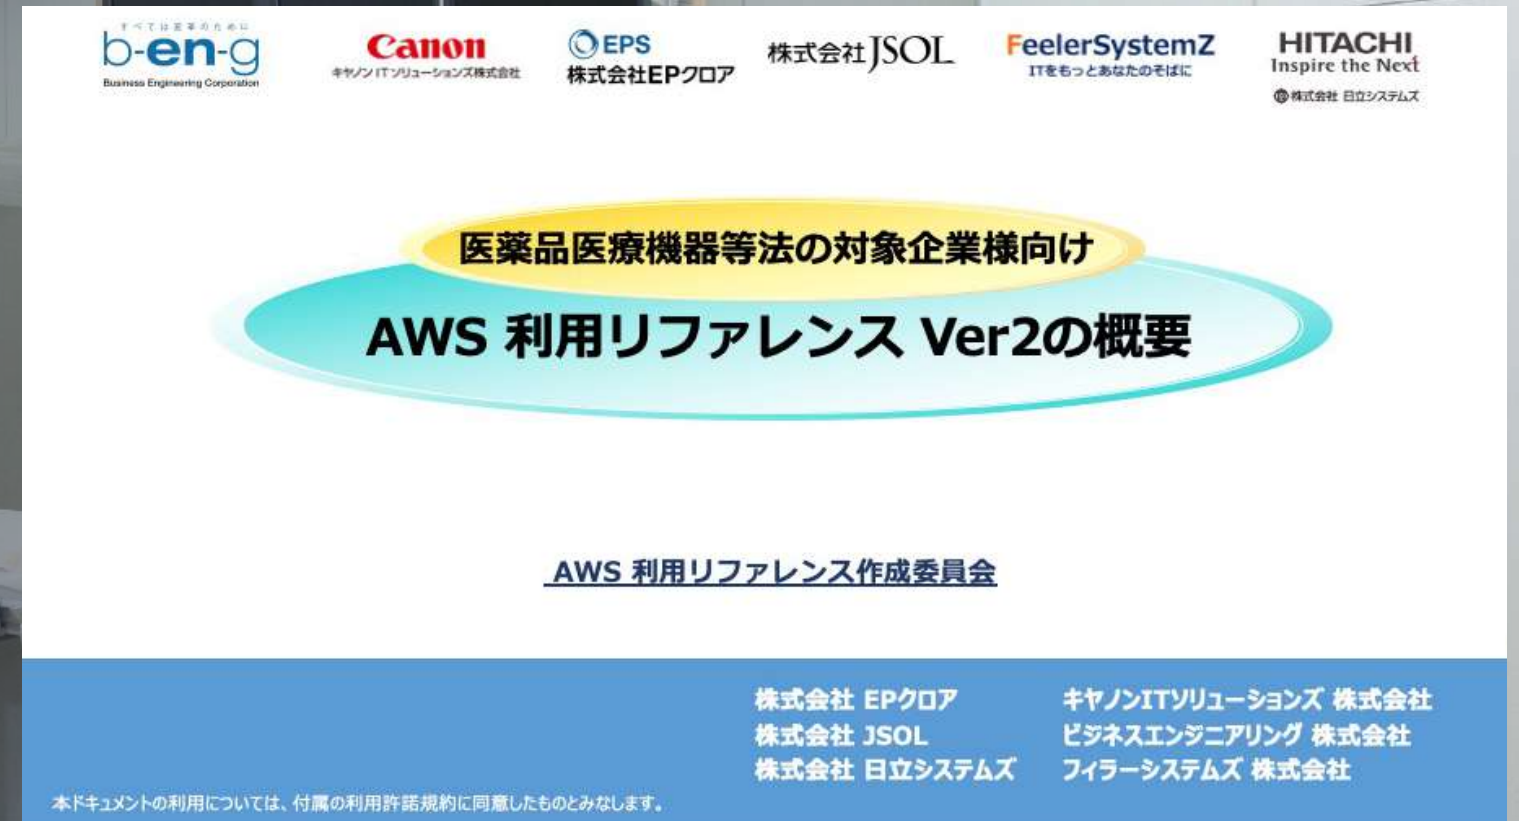 すべては変革のために
b-en-g
Business Engineering Corporation
Canon
キヤノンITソリューションズ株式会社
EPS
株式会社EPクロア
株式会社JSOL
FeelerSystemZ
ITをもっとあなたのそばに
HITACHI
Inspire the Next
株式会社 日立システムズ
医薬品医療機器等法の対象企業様向け
AWS 利用リファレンス Ver2の概要
AWS 利用リファレンス作成委員会
株式会社 EPクロア
キヤノンITソリューションズ 株式会社
株式会社 JSOL
ビジネスエンジニアリング 株式会社
株式会社 日立システムズ
フィラーシステムズ 株式会社
本ドキュメントの利用については、付属の利用許諾規約に同意したものとみなします。